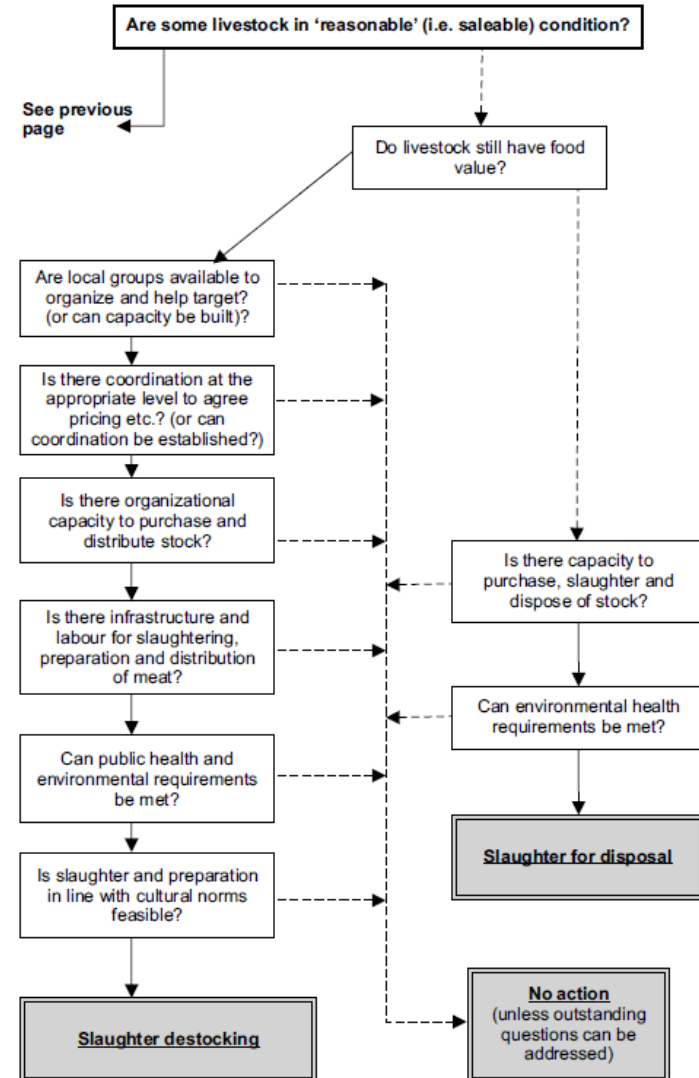 Are some livestock in ‘reasonable’ (i.e. saleable) condition?
See previous
page
Do livestock still have food
value?
Are local groups available to
organize and help target?
(or can capacity be built)?
Is there coordination at the
appropriate level to agree
pricing etc.? (or can
coordination be established?)
Is there organizational
capacity to purchase and
distribute stock?
Is there infrastructure and
labour for slaughtering,
preparation and distribution
of meat?
Can public health and
environmental requirements
be met?
Is slaughter and preparation
in line with cultural norms
feasible?
Slaughter destocking
Is there capacity to
purchase, slaughter and
dispose of stock?
Can environmental health
requirements be met?
Slaughter for disposal
No action
(unless outstanding
questions can be
addressed)